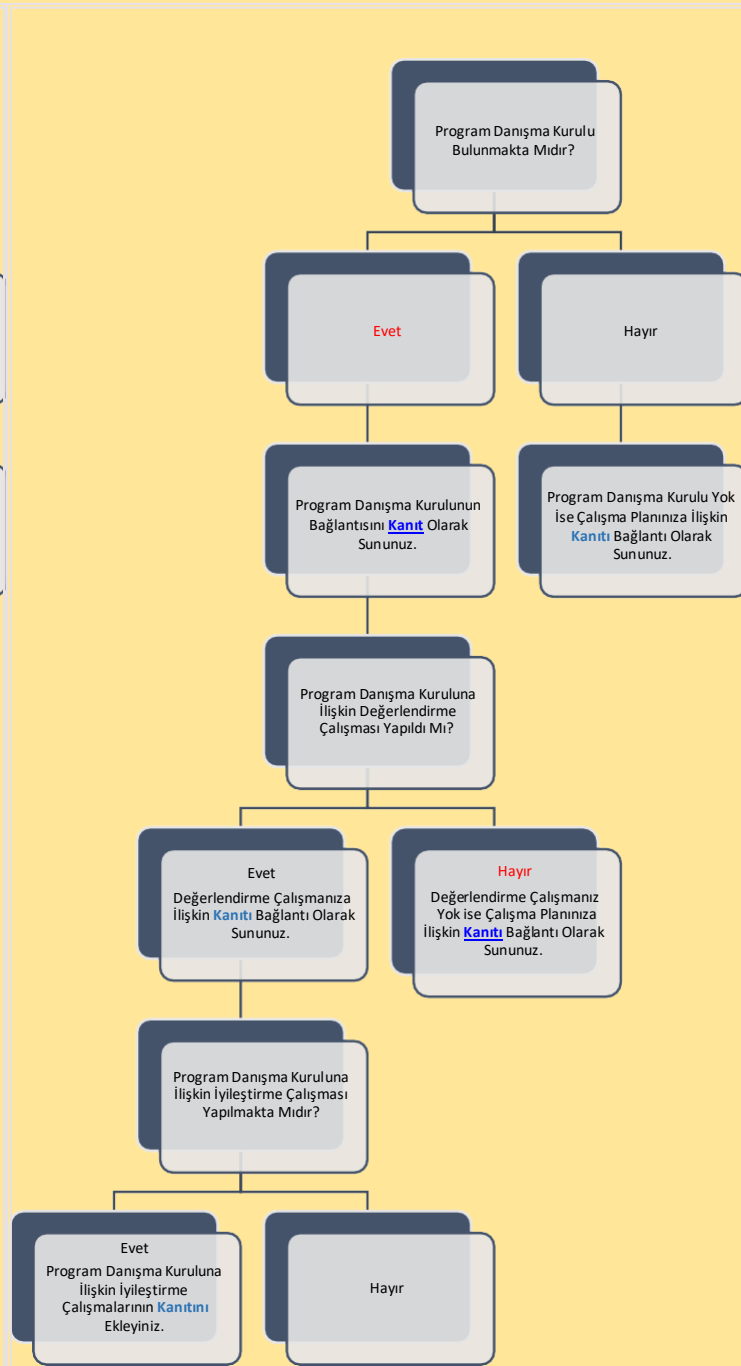 Program Danışma Kurulu
Bulunmakta Mıdır?
Evet
Hayır
Program Danışma Kurulunun
Bağlantısını Kanıt Olarak
Sununuz.
Program Danışma Kurulu Yok
İse Çalışma Planınıza İlişkin
Kanıtı Bağlantı Olarak
Sununuz.
Program Danışma Kuruluna
İlişkin Değerlendirme
Çalışması Yapıldı Mı?
Evet
Değerlendirme Çalışmanıza
İlişkin Kanıtı Bağlantı Olarak
Sununuz.
Hayır
Değerlendirme Çalışmanız
Yok ise Çalışma Planınıza
İlişkin Kanıtı Bağlantı Olarak
Sununuz.
Program Danışma Kuruluna
İlişkin İyileştirme Çalışması
Yapılmakta Mıdır?
Evet
Program Danışma Kuruluna
İlişkin İyileştirme
Çalışmalarının Kanıtını
Ekleyiniz.
Hayır